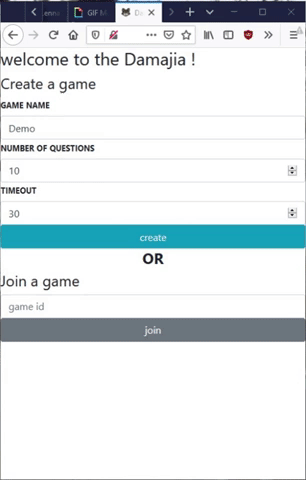 enne
GIF M
Da
welcome to the Damajia !
Create a game
GAME NAME
Demo
NUMBER OF QUESTIONS
10
TIMEOUT
30
create
OR
Join a game
game id
join